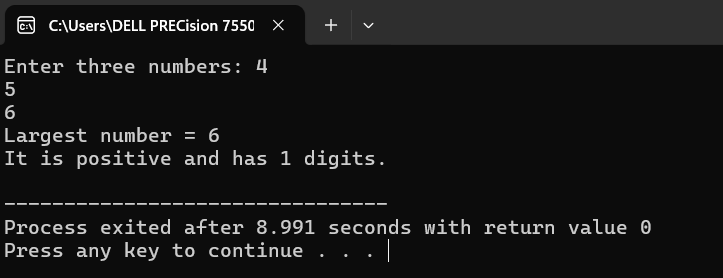 C:\Users\DELL PRECision 7550
Enter three numbers: 4
5
6
Largest number = 6
It is positive and has 1 digits.
--------------------------------
Process exited after 8.991 seconds with return value 0
Press any key to continue . . .